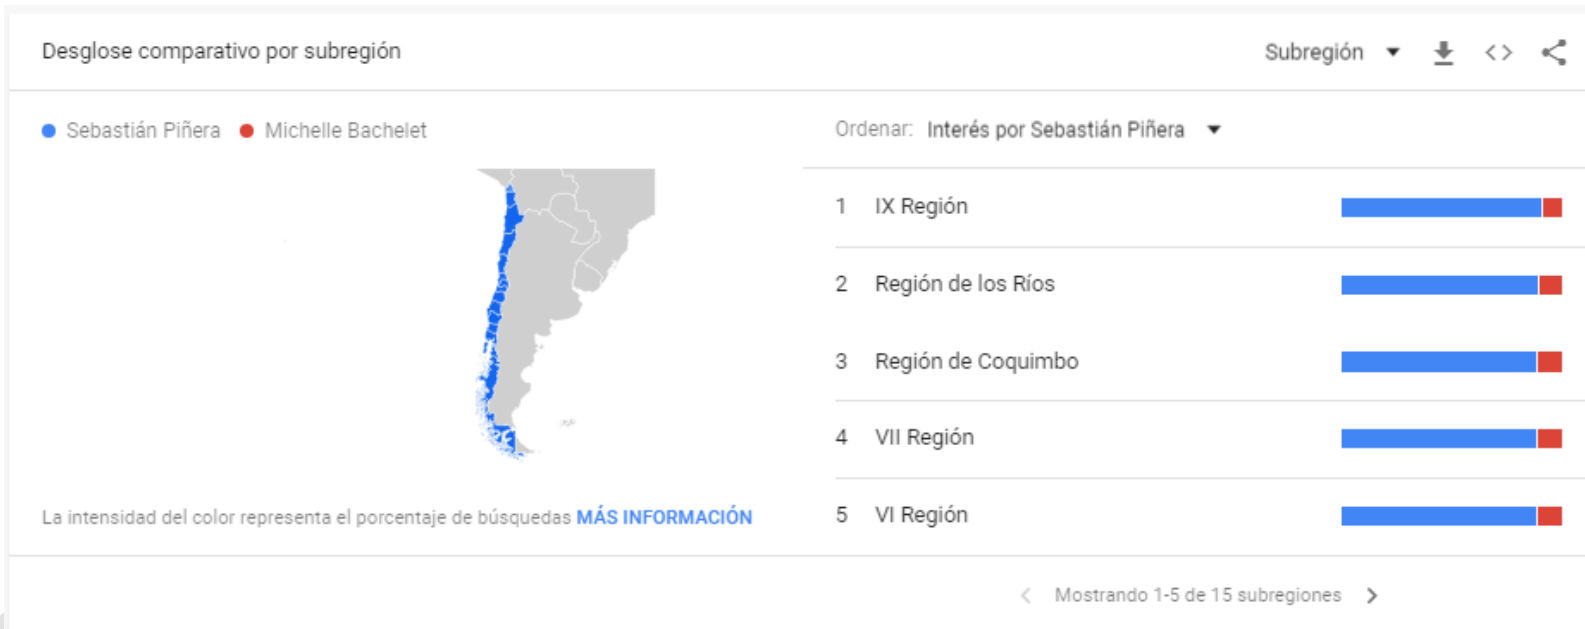 Desglose comparativo por subregión
Subregión
Sebastián Piñera
Michelle Bachelet
Ordenar: Interés por Sebastián Piñera
1 IX Región
2 Región de los Ríos
3 Región de Coquimbo
4 VII Región
5 VI Región
La intensidad del color representa el porcentaje de búsquedas MÁS INFORMACIÓN
Mostrando 1-5 de 15 subregiones